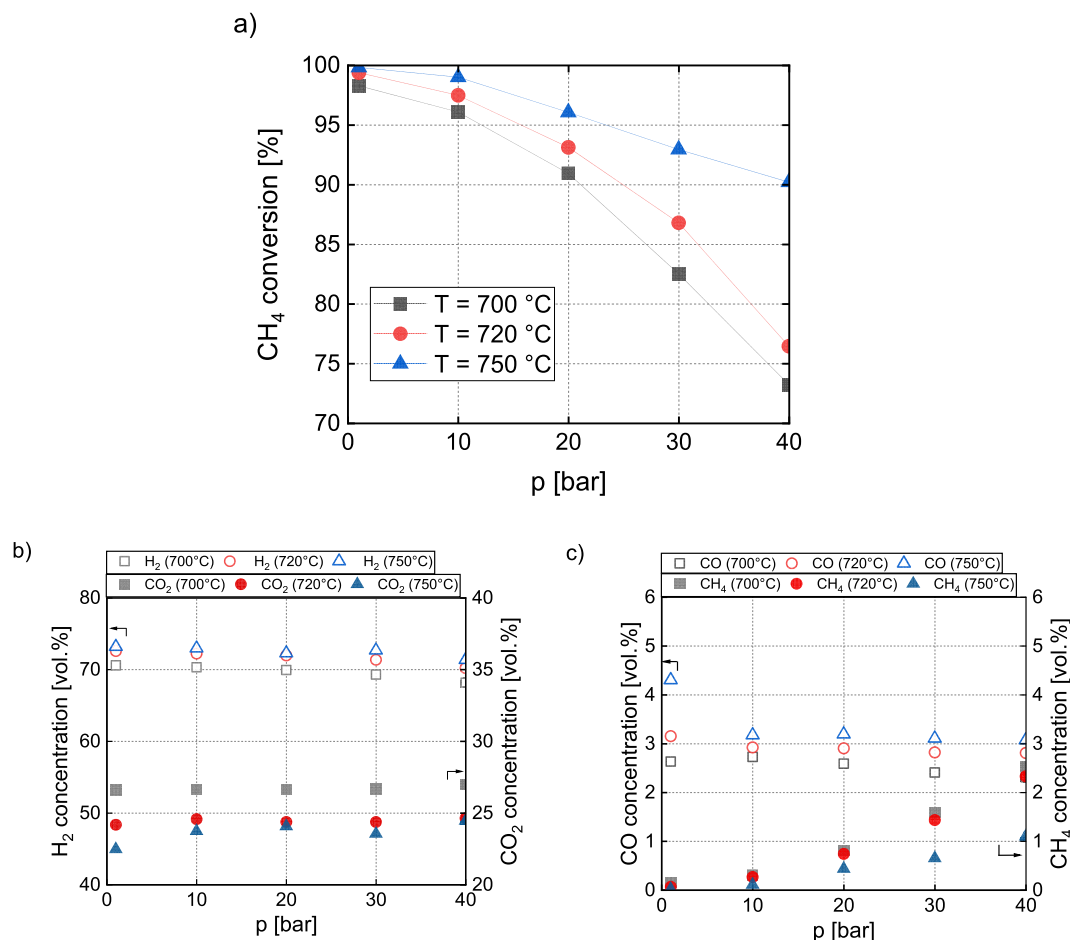 a)
CH₄ conversion [%]
100
95
90
85
80
75
70
T = 700 °C
T = 720 °C
T = 750 °C
0 10 20 30 40
p [bar]
b)
H₂ (700°C) H₂ (720°C) H₂ (750°C)
CO₂ (700°C) CO₂ (720°C) CO₂ (750°C)
H₂ concentration [vol.%]
80
70
60
50
40
40
35
30
25
20
CO₂ concentration [vol.%]
0 10 20 30 40
p [bar]
c)
CO (700°C) CO (720°C) CO (750°C)
CH₄ (700°C) CH₄ (720°C) CH₄ (750°C)
CO concentration [vol.%]
6
5
4
3
2
1
0
6
5
4
3
2
1
0
CH₄ concentration [vol.%]
0 10 20 30 40
p [bar]